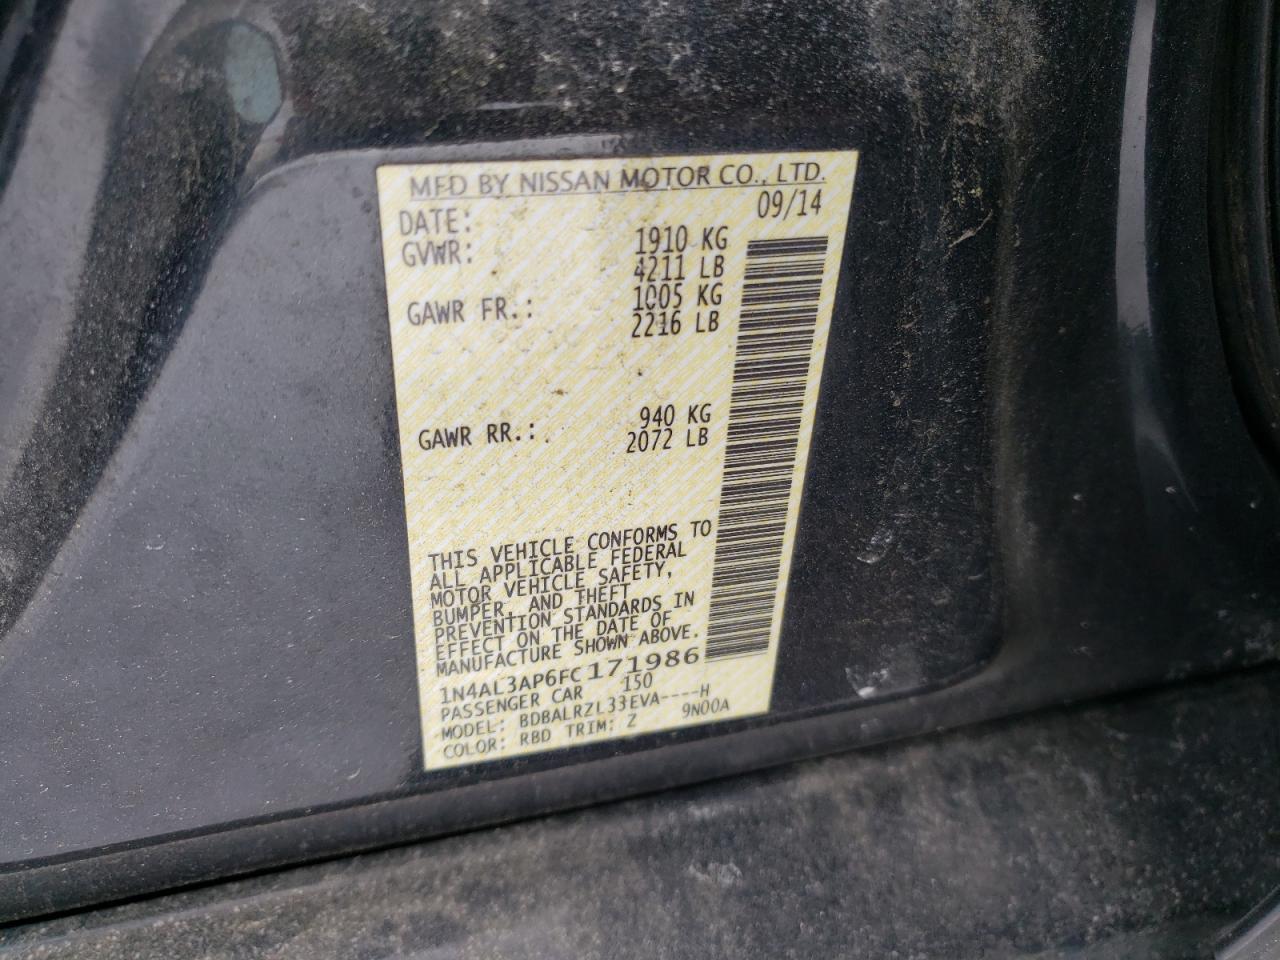 MFD BY NISSAN MOTOR CO., LTD.
DATE: 09/14
GVWR: 1910 KG
4211 LB
GAWR FR.: 1005 KG
2216 LB
GAWR RR.: 940 KG
2072 LB
THIS VEHICLE CONFORMS TO
ALL APPLICABLE FEDERAL
MOTOR VEHICLE SAFETY,
BUMPER, AND THEFT
PREVENTION STANDARDS IN
EFFECT ON THE DATE OF
MANUFACTURE SHOWN ABOVE.
1N4AL3AP6FC171986
PASSENGER CAR 150
MODEL: BDBALRZL33EVA----H
COLOR: RBD TRIM: Z 9N00A